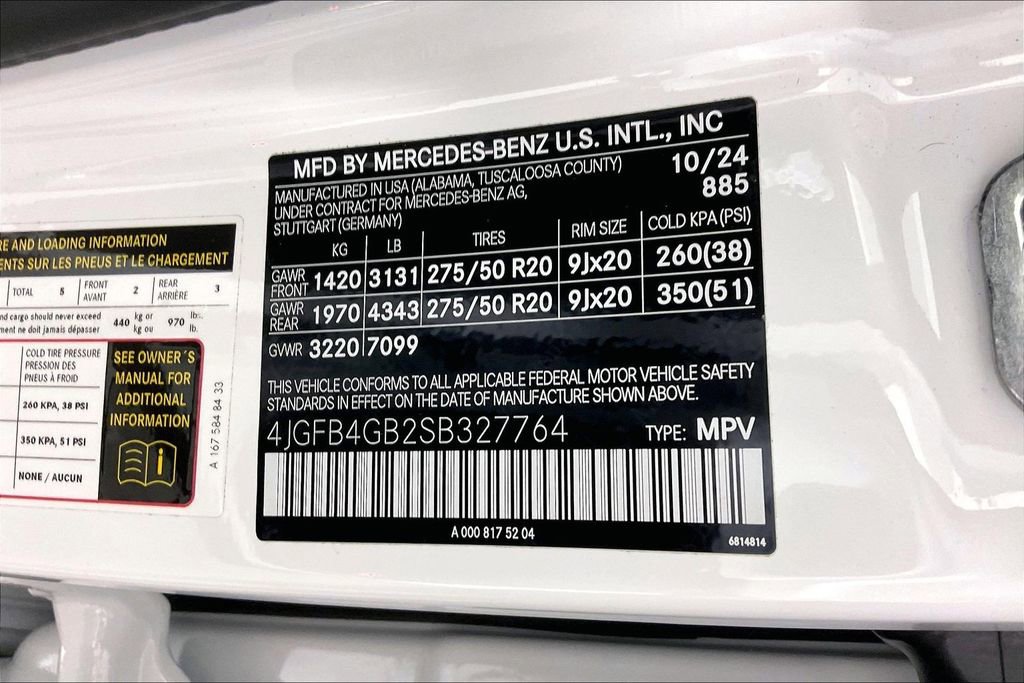 MFD BY MERCEDES-BENZ U.S. INTL., INC
MANUFACTURED IN USA (ALABAMA, TUSCALOOSA COUNTY)
UNDER CONTRACT FOR MERCEDES-BENZ AG,
STUTTGART (GERMANY)
10/24
885
KG LB TIRES RIM SIZE COLD KPA (PSI)
GAWR FRONT 1420 3131 275/50 R20 9Jx20 260(38)
GAWR REAR 1970 4343 275/50 R20 9Jx20 350(51)
GVWR 3220 7099
THIS VEHICLE CONFORMS TO ALL APPLICABLE FEDERAL MOTOR VEHICLE SAFETY
STANDARDS IN EFFECT ON THE DATE OF MANUFACTURE SHOWN ABOVE.
4JGFB4GB2SB327764 TYPE: MPV
A 000 817 52 04
6814814
AND LOADING INFORMATION
SUR LES PNEUS ET LE CHARGEMENT
TOTAL 5 FRONT AVANT 2 REAR ARRIÈRE 3
cargo should never exceed 440 kg or 970 lbs.
ne doit jamais dépasser kg ou lb.
COLD TIRE PRESSURE
PRESSION DES
PNEUS À FROID
260 KPA, 38 PSI
350 KPA, 51 PSI
NONE / AUCUN
SEE OWNER´S
MANUAL FOR
ADDITIONAL
INFORMATION
i
A 167 584 84 33